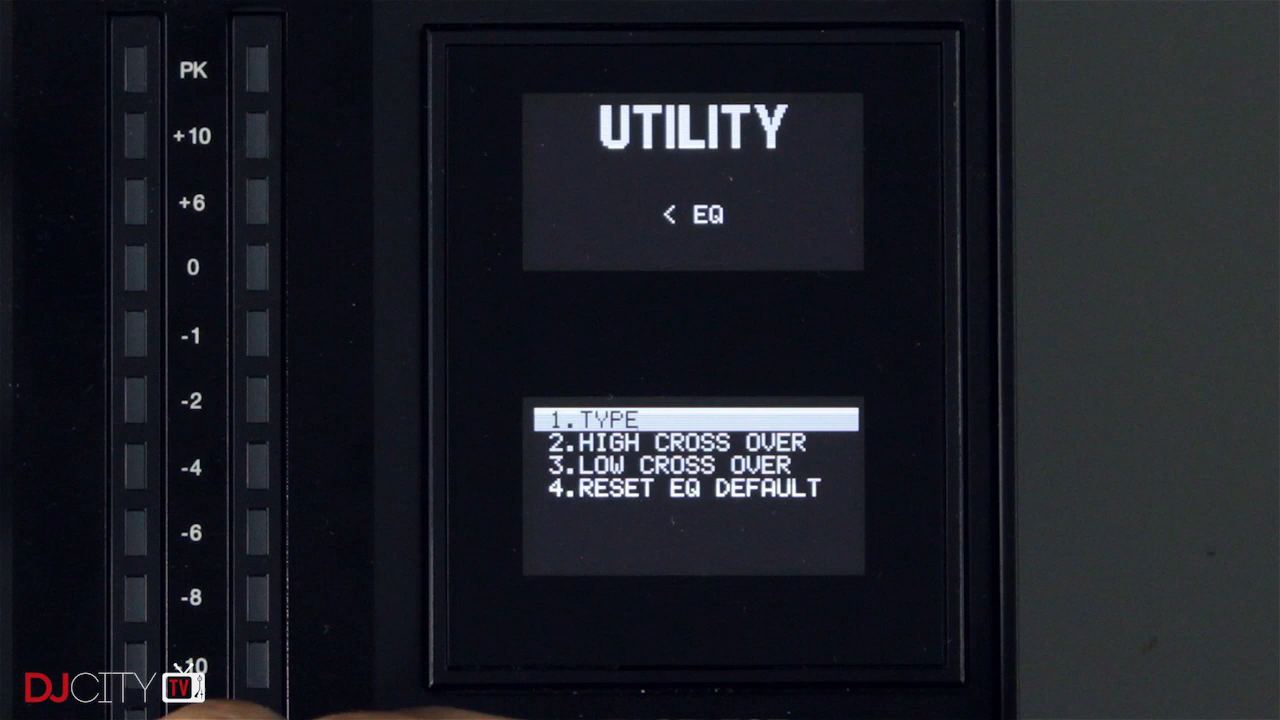 PK
+10
+6
0
-1
-2
-4
-6
-8
-10
UTILITY
< EQ
1.TYPE
2.HIGH CROSS OVER
3.LOW CROSS OVER
4.RESET EQ DEFAULT
DJCITY TV